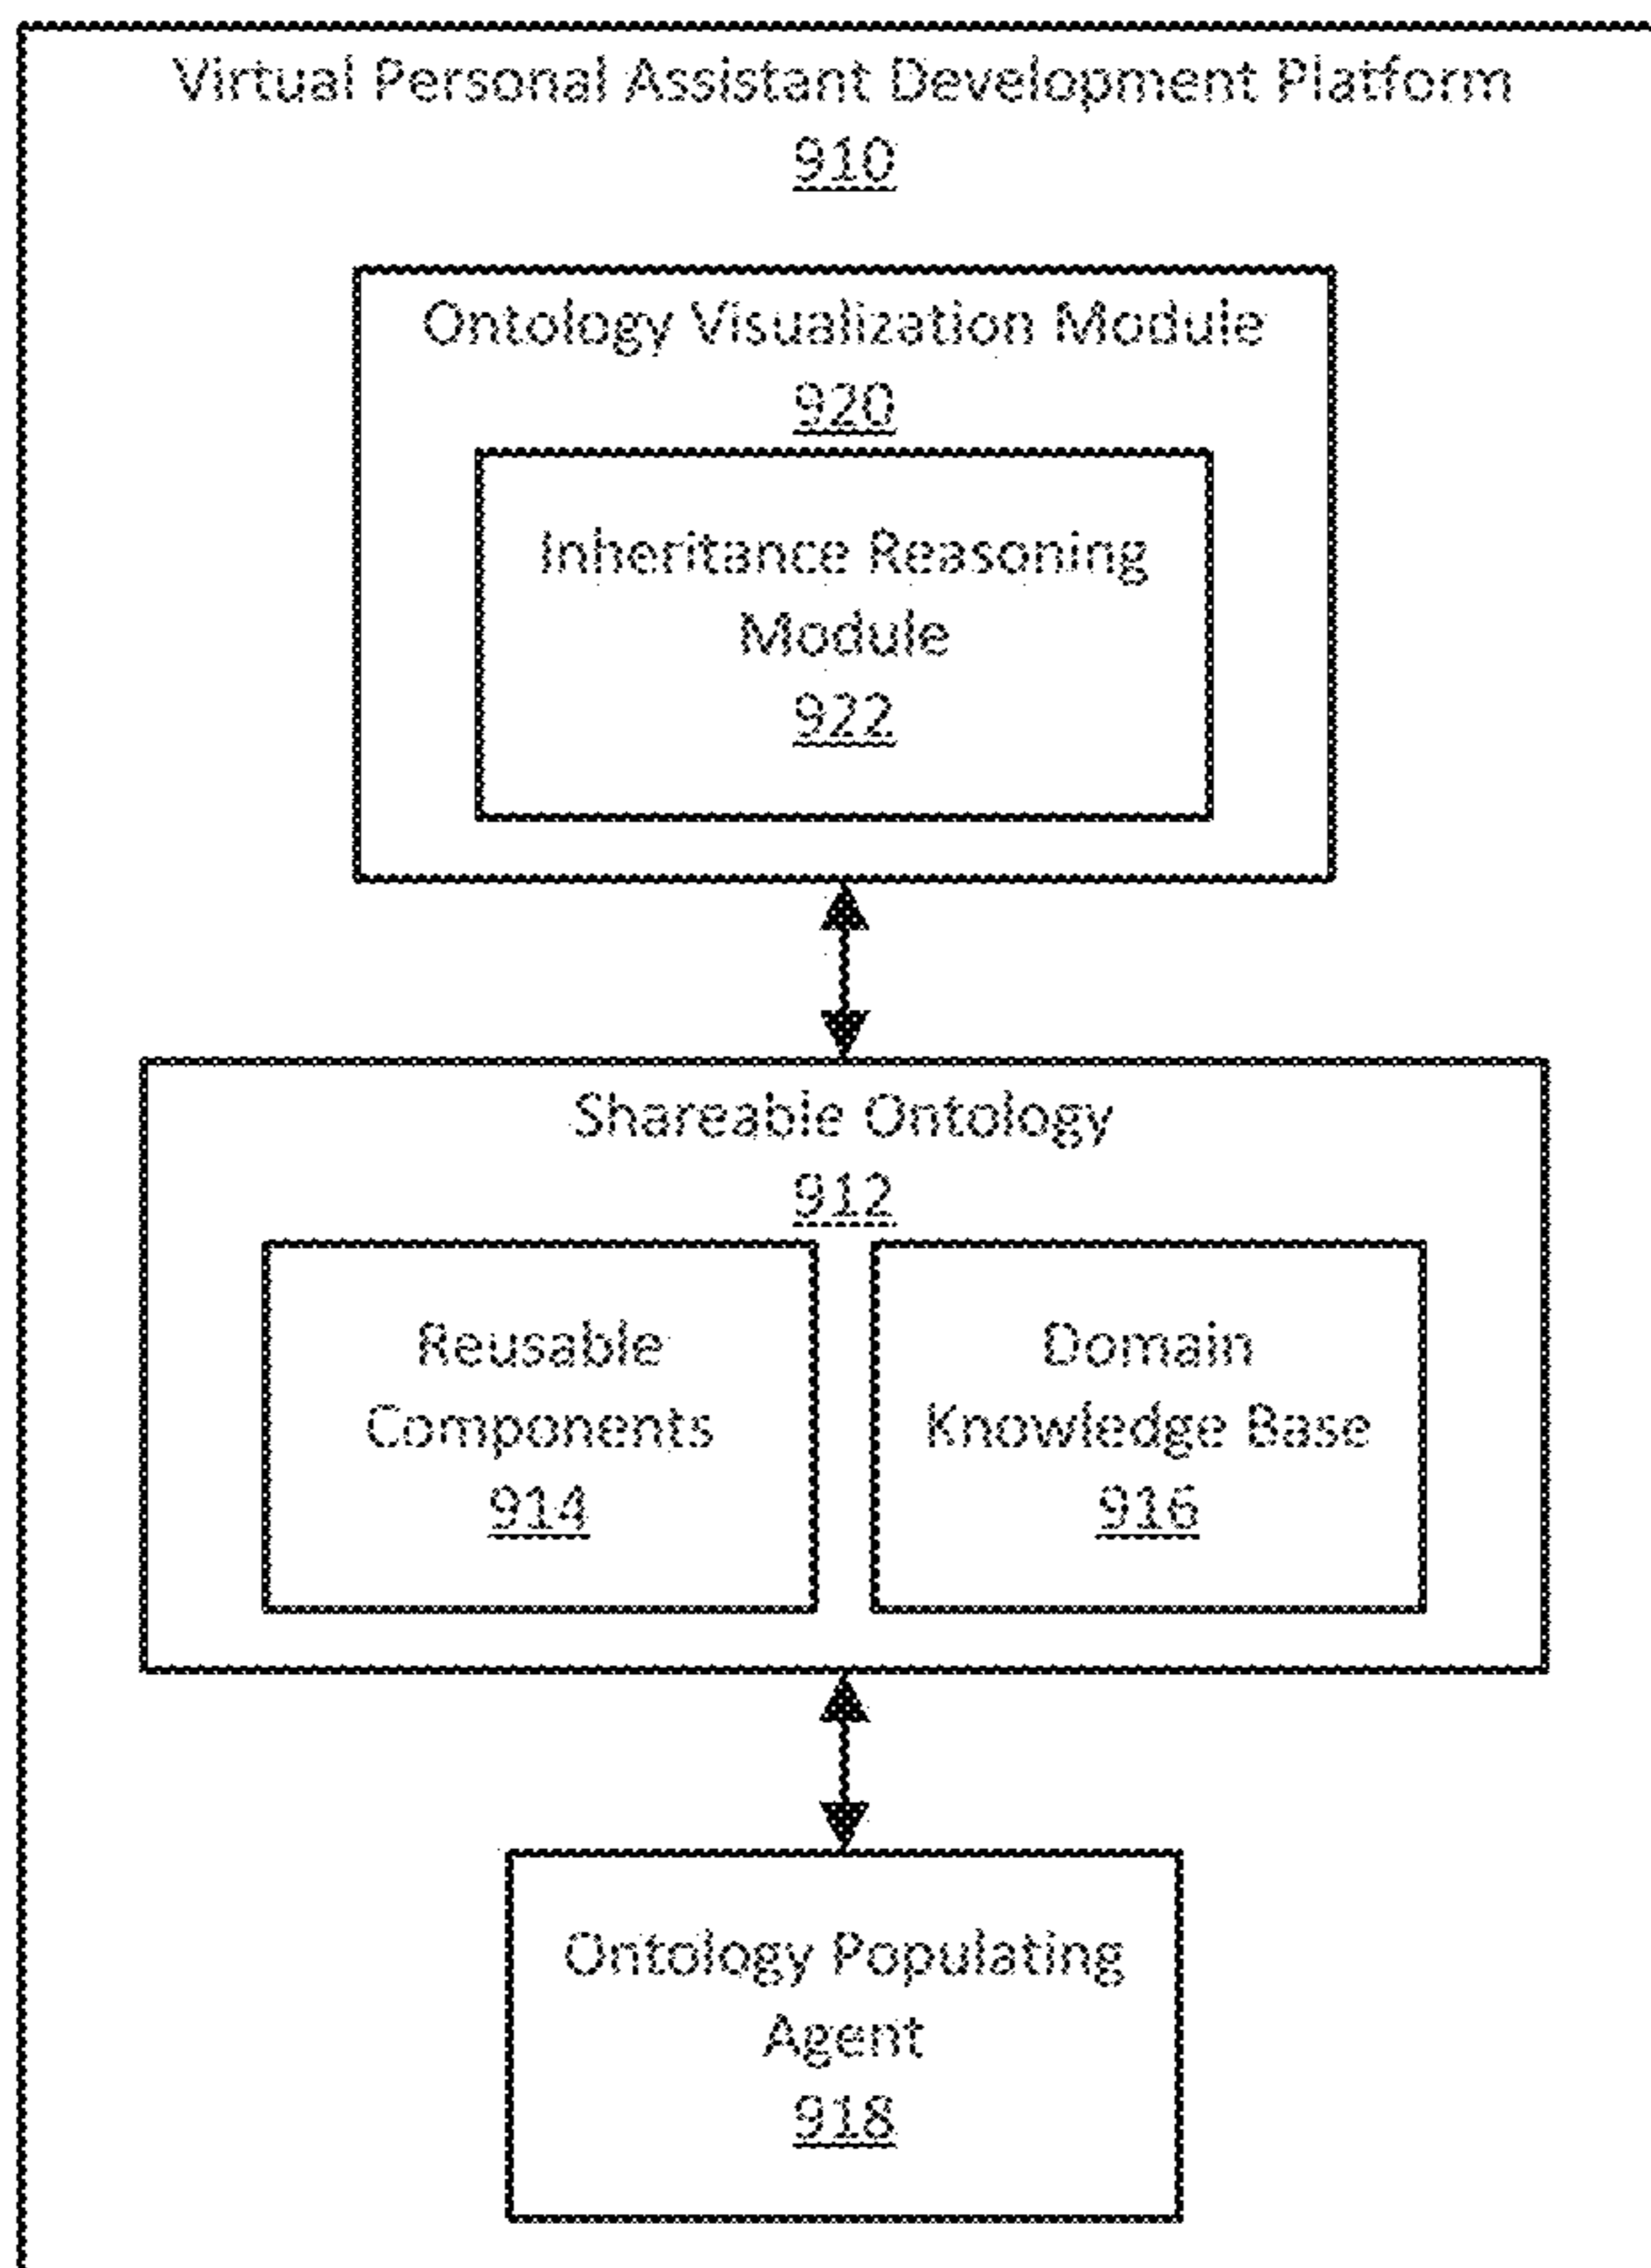 Virtual Personal Assistant Development Platform
910
Ontology Visualization Module
920
Inheritance Reasoning
Module
922
Shareable Ontology
912
Reusable
Components
914
Domain
Knowledge Base
916
Ontology Populating
Agent
918